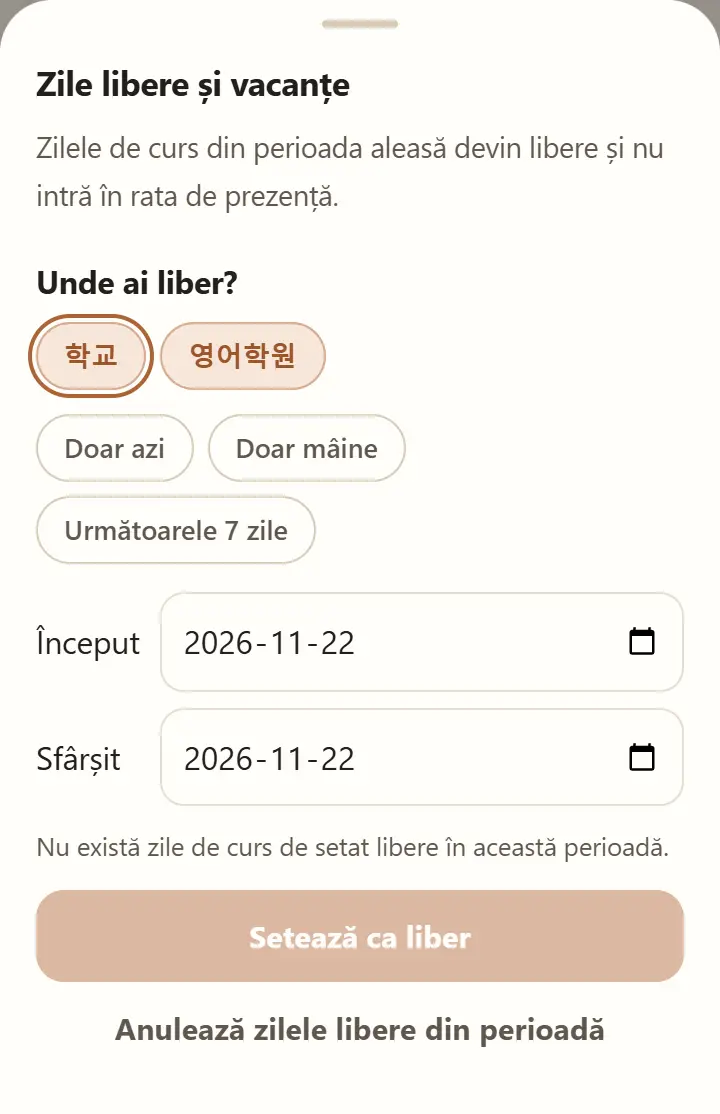 Zile libere și vacanțe
Zilele de curs din perioada aleasă devin libere și nu
intră în rata de prezență.
Unde ai liber?
학교 영어학원
Doar azi Doar mâine
Următoarele 7 zile
Început 2026-11-22
Sfârșit 2026-11-22
Nu există zile de curs de setat libere în această perioadă.
Setează ca liber
Anulează zilele libere din perioadă